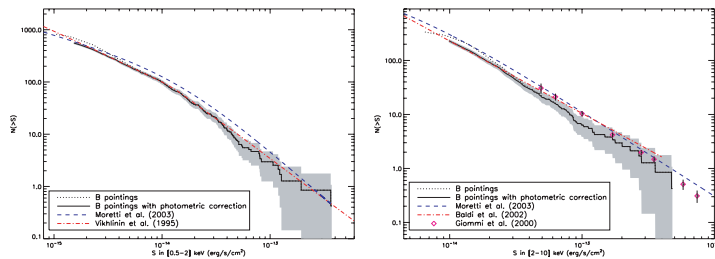 1000.0
100.0
10.0
1.0
0.1
N(>S)
10⁻¹⁵
10⁻¹⁴
10⁻¹³
S in [0.5-2] keV (erg/s/cm²)
B pointings
B pointings with photometric correction
Moretti et al. (2003)
Vikhlinin et al (1995)
1000.0
100.0
10.0
1.0
0.1
N(>S)
10⁻¹⁴
10⁻¹³
10
S in [2-10] keV (erg/s/cm²)
B pointings
B pointings with photometric correction
Moretti et al. (2003)
Baldi et al. (2002)
Giommi et al. (2000)